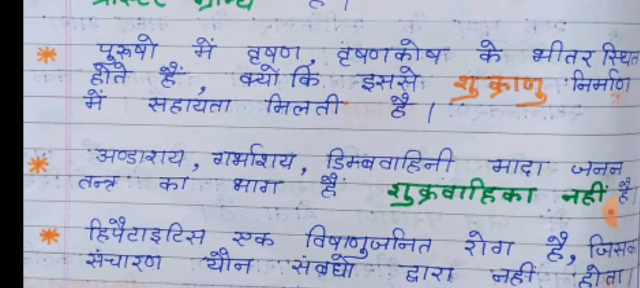 पुरुषो में वृषण, वृषणकोष के भीतर स्थित
होते हैं, क्यों कि इससे शुक्राणु निर्माण
में सहायता मिलती है।
अण्डाशय, गर्भाशय, डिम्बवाहिनी मादा जनन
तन्त्र का भाग हैं शुक्रवाहिका नहीं है।
हिपैटाइटिस एक विषाणुजनित रोग है, जिसक
संचारण यौन संबंधों द्वारा नहीं होता।